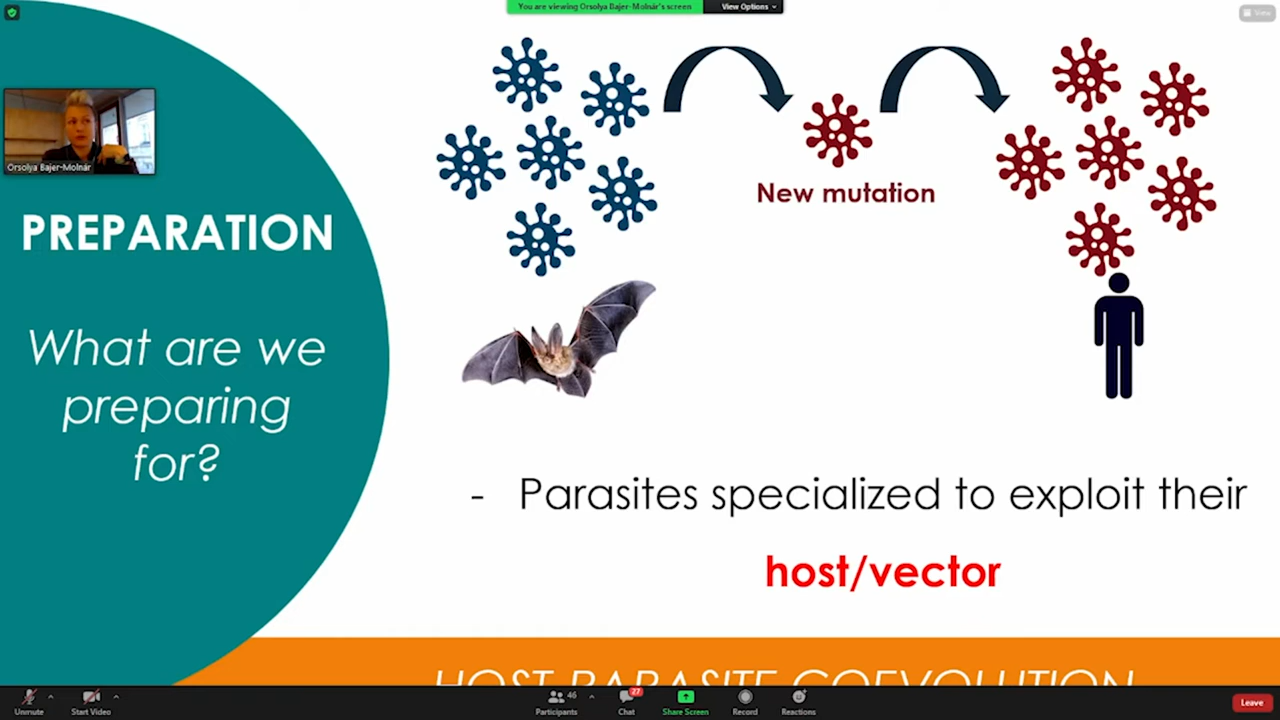 You are viewing Orsolya Bajer-Molnár's screen
View Options
View
Orsolya Bajer-Molnár
PREPARATION
What are we
preparing
for?
New mutation
- Parasites specialized to exploit their
host/vector
HOST PARASITE COEVOLUTION
Unmute
Start Video
46
Participants
27
Chat
Share Screen
Record
Reactions
Leave